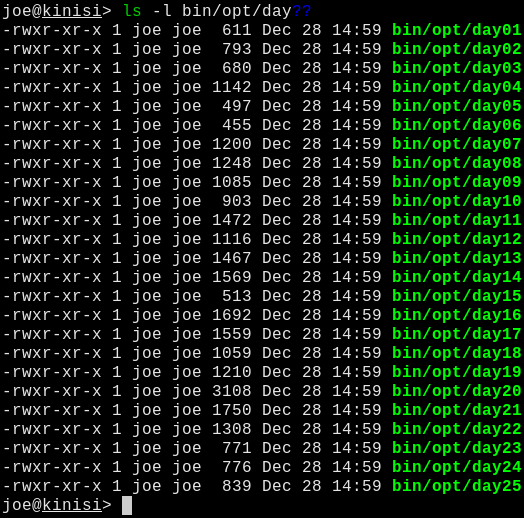 joe@kinisi> ls -l bin/opt/day??
-rwxr-xr-x 1 joe joe  611 Dec 28 14:59 bin/opt/day01
-rwxr-xr-x 1 joe joe  793 Dec 28 14:59 bin/opt/day02
-rwxr-xr-x 1 joe joe  680 Dec 28 14:59 bin/opt/day03
-rwxr-xr-x 1 joe joe 1142 Dec 28 14:59 bin/opt/day04
-rwxr-xr-x 1 joe joe  497 Dec 28 14:59 bin/opt/day05
-rwxr-xr-x 1 joe joe  455 Dec 28 14:59 bin/opt/day06
-rwxr-xr-x 1 joe joe 1200 Dec 28 14:59 bin/opt/day07
-rwxr-xr-x 1 joe joe 1248 Dec 28 14:59 bin/opt/day08
-rwxr-xr-x 1 joe joe 1085 Dec 28 14:59 bin/opt/day09
-rwxr-xr-x 1 joe joe  903 Dec 28 14:59 bin/opt/day10
-rwxr-xr-x 1 joe joe 1472 Dec 28 14:59 bin/opt/day11
-rwxr-xr-x 1 joe joe 1116 Dec 28 14:59 bin/opt/day12
-rwxr-xr-x 1 joe joe 1467 Dec 28 14:59 bin/opt/day13
-rwxr-xr-x 1 joe joe 1569 Dec 28 14:59 bin/opt/day14
-rwxr-xr-x 1 joe joe  513 Dec 28 14:59 bin/opt/day15
-rwxr-xr-x 1 joe joe 1692 Dec 28 14:59 bin/opt/day16
-rwxr-xr-x 1 joe joe 1559 Dec 28 14:59 bin/opt/day17
-rwxr-xr-x 1 joe joe 1059 Dec 28 14:59 bin/opt/day18
-rwxr-xr-x 1 joe joe 1210 Dec 28 14:59 bin/opt/day19
-rwxr-xr-x 1 joe joe 3108 Dec 28 14:59 bin/opt/day20
-rwxr-xr-x 1 joe joe 1750 Dec 28 14:59 bin/opt/day21
-rwxr-xr-x 1 joe joe 1308 Dec 28 14:59 bin/opt/day22
-rwxr-xr-x 1 joe joe  771 Dec 28 14:59 bin/opt/day23
-rwxr-xr-x 1 joe joe  776 Dec 28 14:59 bin/opt/day24
-rwxr-xr-x 1 joe joe  839 Dec 28 14:59 bin/opt/day25
joe@kinisi>